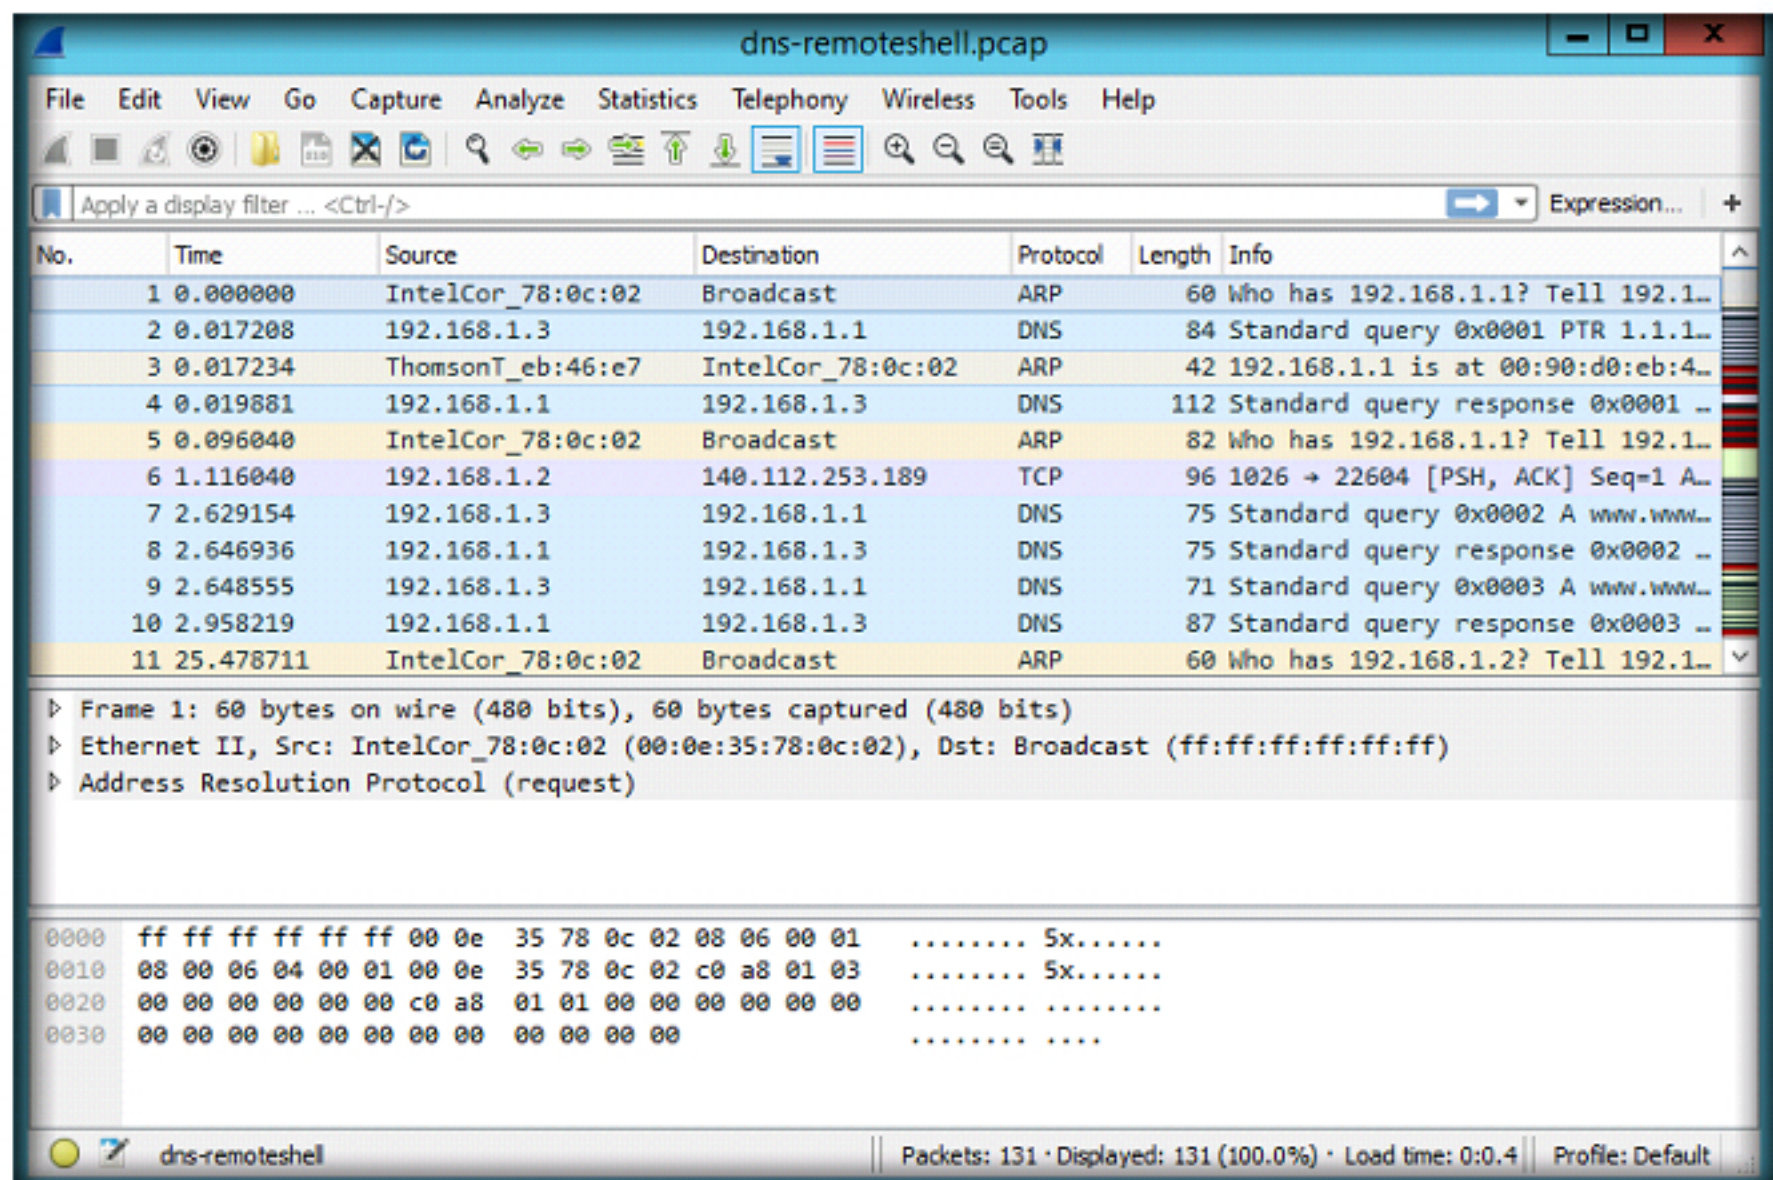 dns-remoteshell.pcap
File Edit View Go Capture Analyze Statistics Telephony Wireless Tools Help
Apply a display filter ... <Ctrl-/> Expression... +
No. Time Source Destination Protocol Length Info
1 0.000000 IntelCor_78:0c:02 Broadcast ARP 60 Who has 192.168.1.1? Tell 192.1…
2 0.017208 192.168.1.3 192.168.1.1 DNS 84 Standard query 0x0001 PTR 1.1.1…
3 0.017234 ThomsonT_eb:46:e7 IntelCor_78:0c:02 ARP 42 192.168.1.1 is at 00:90:d0:eb:4…
4 0.019881 192.168.1.1 192.168.1.3 DNS 112 Standard query response 0x0001 …
5 0.096040 IntelCor_78:0c:02 Broadcast ARP 82 Who has 192.168.1.1? Tell 192.1…
6 1.116040 192.168.1.2 140.112.253.189 TCP 96 1026 → 22604 [PSH, ACK] Seq=1 A…
7 2.629154 192.168.1.3 192.168.1.1 DNS 75 Standard query 0x0002 A www.www…
8 2.646936 192.168.1.1 192.168.1.3 DNS 75 Standard query response 0x0002 …
9 2.648555 192.168.1.3 192.168.1.1 DNS 71 Standard query 0x0003 A www.www…
10 2.958219 192.168.1.1 192.168.1.3 DNS 87 Standard query response 0x0003 …
11 25.478711 IntelCor_78:0c:02 Broadcast ARP 60 Who has 192.168.1.2? Tell 192.1…
Frame 1: 60 bytes on wire (480 bits), 60 bytes captured (480 bits)
Ethernet II, Src: IntelCor_78:0c:02 (00:0e:35:78:0c:02), Dst: Broadcast (ff:ff:ff:ff:ff:ff)
Address Resolution Protocol (request)
0000 ff ff ff ff ff ff 00 0e 35 78 0c 02 08 06 00 01 ........ 5x......
0010 08 00 06 04 00 01 00 0e 35 78 0c 02 c0 a8 01 03 ........ 5x......
0020 00 00 00 00 00 00 c0 a8 01 01 00 00 00 00 00 00 ........ ........
0030 00 00 00 00 00 00 00 00 00 00 00 00 ........ ....
dns-remoteshell Packets: 131 · Displayed: 131 (100.0%) · Load time: 0:0.4 Profile: Default